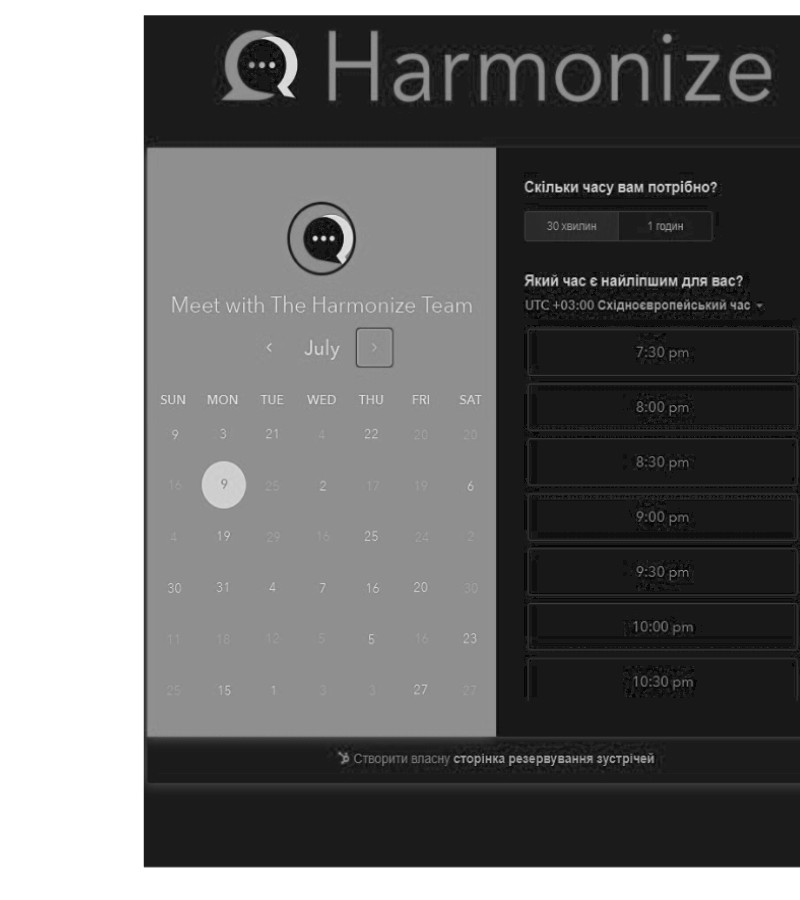 Harmonize
Meet with The Harmonize Team
July
SUN MON TUE WED THU FRI SAT
9 3 21 4 22 20 20
16 9 25 2 17 19 6
4 19 29 16 25 24 2
30 31 4 7 16 20 30
11 18 12 5 5 16 23
25 15 1 3 3 27 27
Скільки часу вам потрібно?
30 хвилин 1 годин
Який час є найліпшим для вас?
UTC +03:00 Східноєвропейський час
7:30 pm
8:00 pm
8:30 pm
9:00 pm
9:30 pm
10:00 pm
10:30 pm
Створити власну сторінка резервування зустрічей